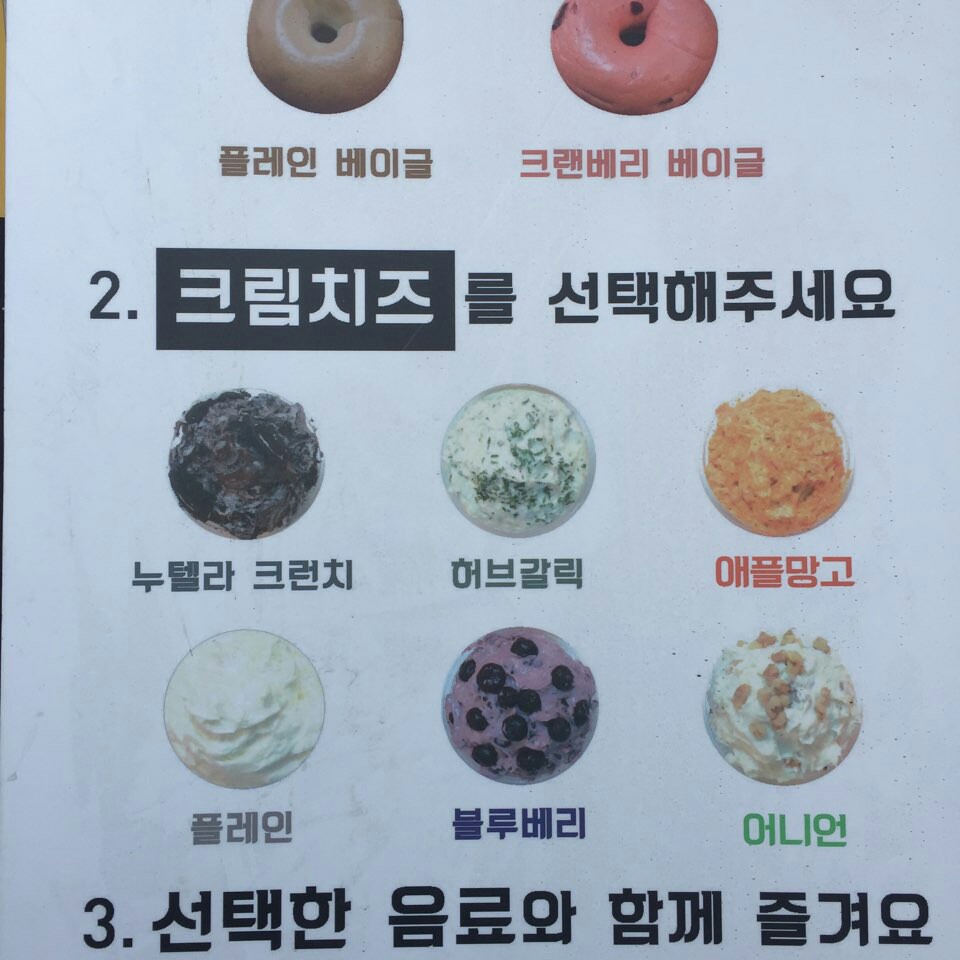 플레인 베이글 크랜베리 베이글
2. 크림치즈를 선택해주세요
누텔라 크런치 허브갈릭 애플망고
플레인 블루베리 어니언
3. 선택한 음료와 함께 즐겨요